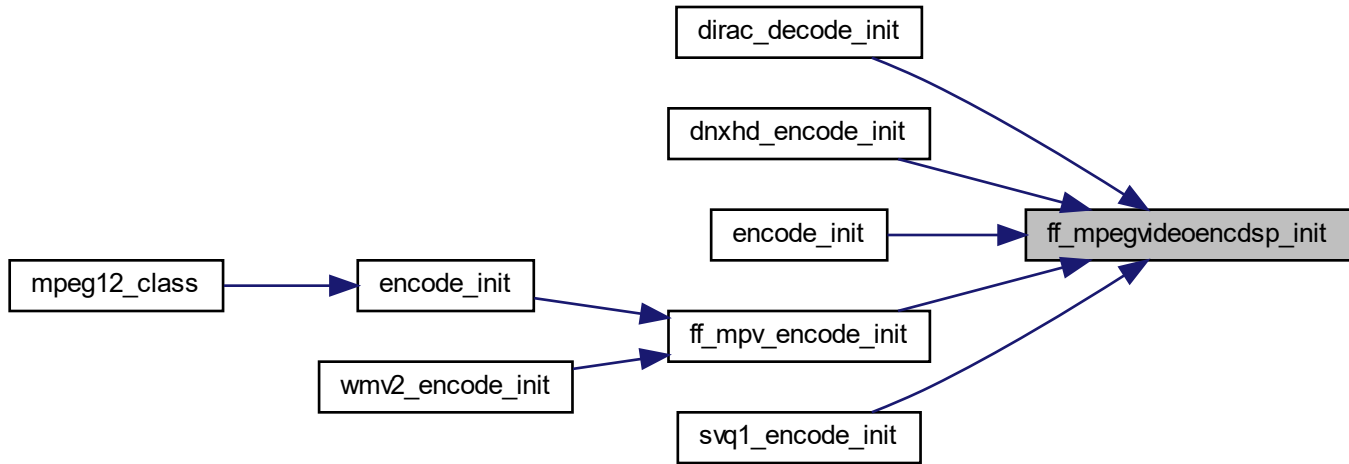 dirac_decode_init
dnxhd_encode_init
encode_init
ff_mpegvideoencdsp_init
mpeg12_class
encode_init
ff_mpv_encode_init
wmv2_encode_init
svq1_encode_init